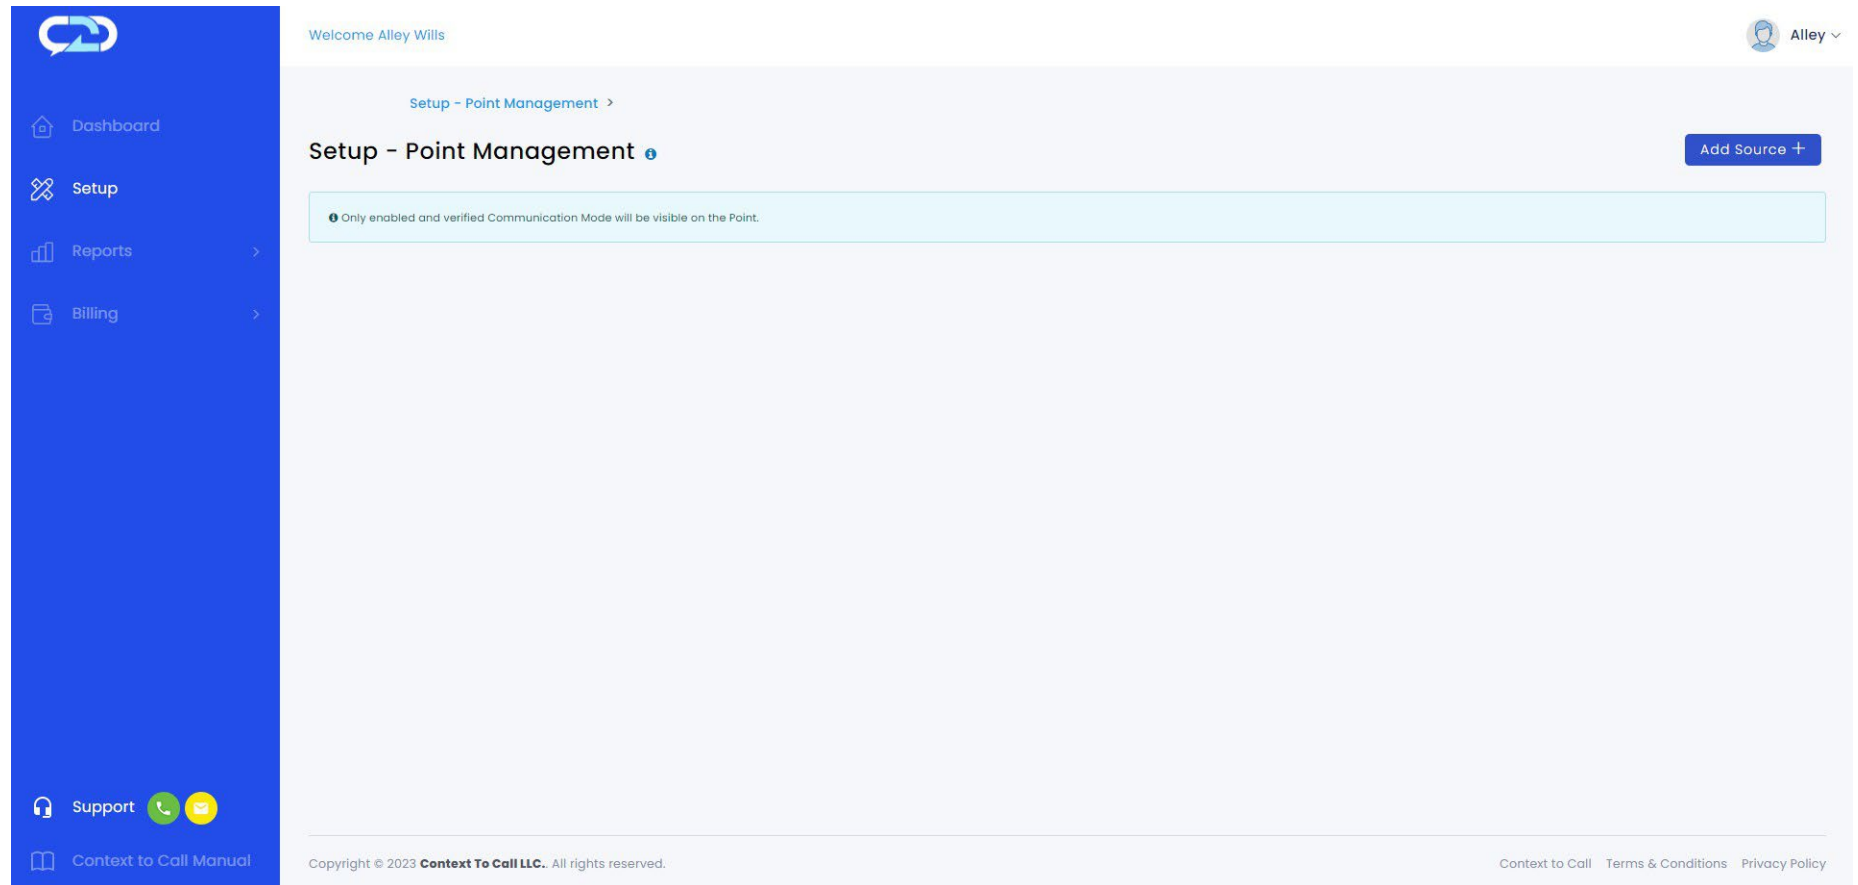 Welcome Alley Wills
Alley
Dashboard
Setup
Reports
Billing
Support
Context to Call Manual
Setup - Point Management >
Setup - Point Management
Add Source +
Only enabled and verified Communication Mode will be visible on the Point.
Copyright © 2023 Context To Call LLC.. All rights reserved.
Context to Call Terms & Conditions Privacy Policy